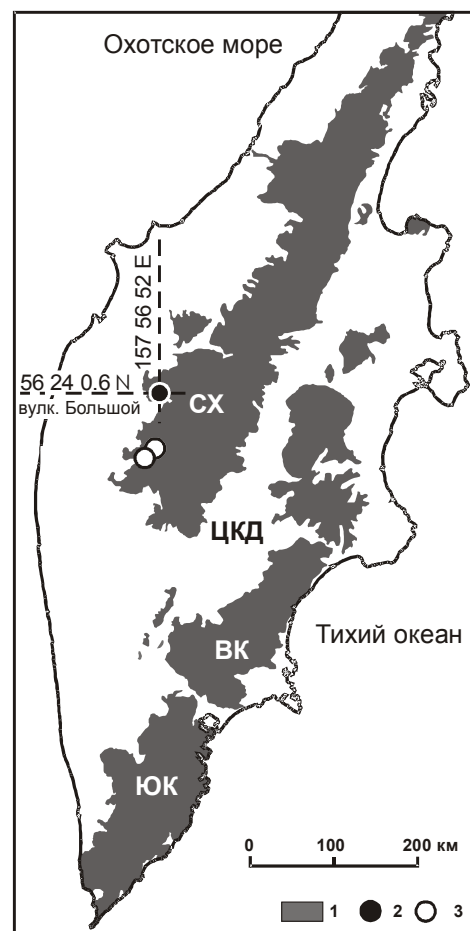 Охотское море
157 56 52 E
56 24 0.6 N
вулк. Большой
СХ
ЦКД
ВК
Тихий океан
ЮК
0 100 200 км
1 2 3